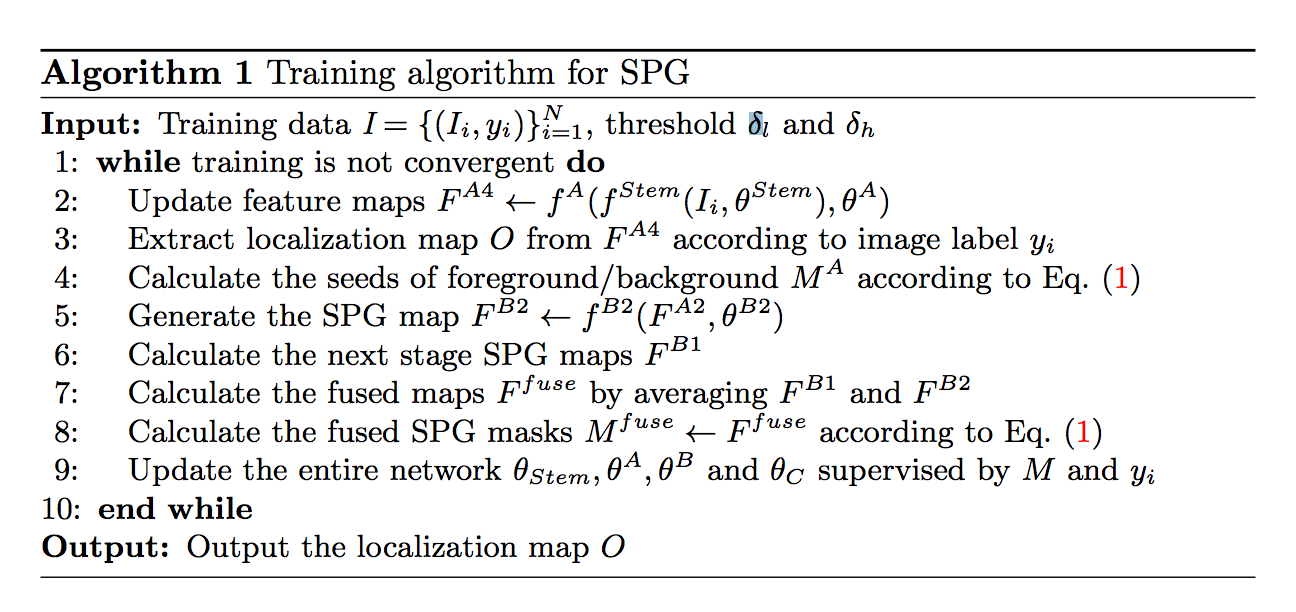 Algorithm 1 Training algorithm for SPG
Input: Training data $I = \{(I_i, y_i)\}_{i=1}^{N}$, threshold $\delta_l$ and $\delta_h$
1: while training is not convergent do
2: Update feature maps $F^{A4} \leftarrow f^A(f^{Stem}(I_i, \theta^{Stem}), \theta^A)$
3: Extract localization map $O$ from $F^{A4}$ according to image label $y_i$
4: Calculate the seeds of foreground/background $M^A$ according to Eq. (1)
5: Generate the SPG map $F^{B2} \leftarrow f^{B2}(F^{A2}, \theta^{B2})$
6: Calculate the next stage SPG maps $F^{B1}$
7: Calculate the fused maps $F^{fuse}$ by averaging $F^{B1}$ and $F^{B2}$
8: Calculate the fused SPG masks $M^{fuse} \leftarrow F^{fuse}$ according to Eq. (1)
9: Update the entire network $\theta_{Stem}, \theta^A, \theta^B$ and $\theta_C$ supervised by $M$ and $y_i$
10: end while
Output: Output the localization map $O$